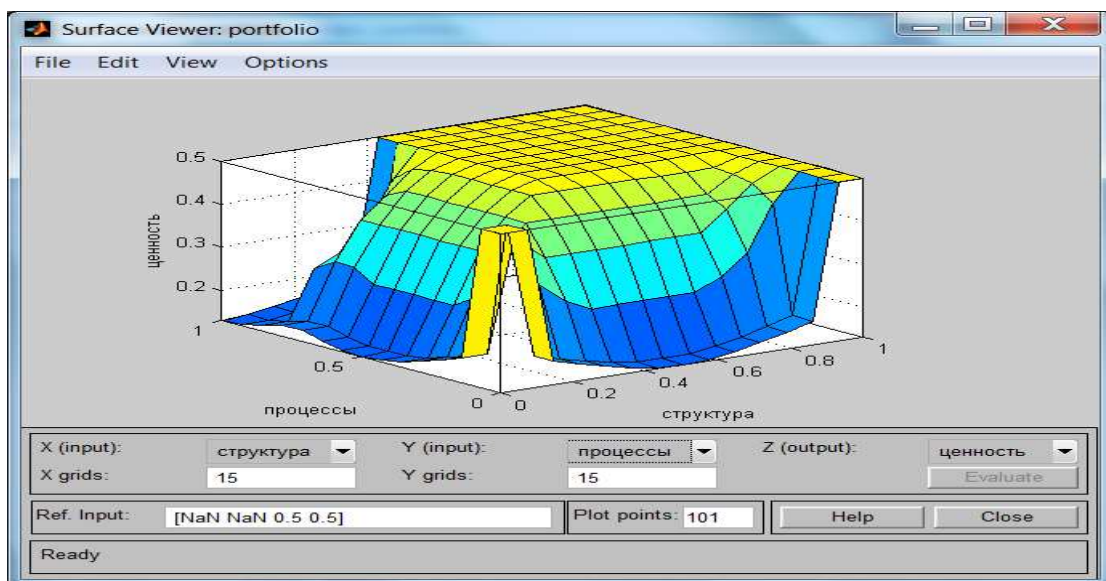 Surface Viewer: portfolio
File Edit View Options
0.5
0.4
0.3
0.2
ценность
1
0.5
0
процессы
0
0.2
0.4
0.6
0.8
1
структура
X (input): структура Y (input): процессы Z (output): ценность
X grids: 15 Y grids: 15 Evaluate
Ref. Input: [NaN NaN 0.5 0.5] Plot points: 101 Help Close
Ready